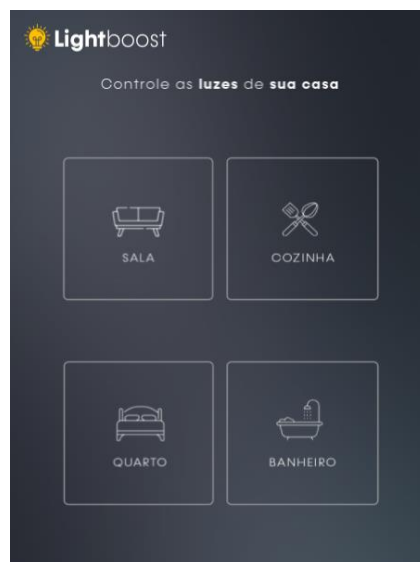 Lightboost
Controle as luzes de sua casa
SALA
COZINHA
QUARTO
BANHEIRO